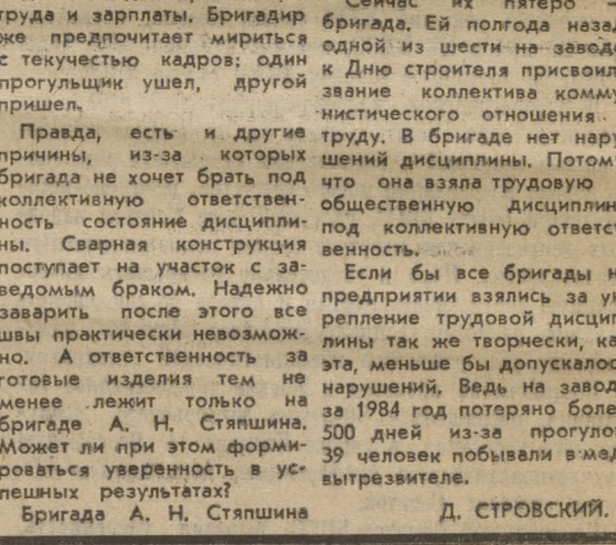 труда и зарплаты. Бригадир
же предпочитает мириться
с текучестью кадров: один
прогульщик ушел, другой
пришел.
Правда, есть и другие
причины, из-за которых
бригада не хочет брать под
коллективную ответствен-
ность состояние дисципли-
ны. Сварная конструкция
поступает на участок с за-
ведомым браком. Надежно
заварить после этого все
швы практически невозмож-
но. А ответственность за
готовые изделия тем не
менее лежит только на
бригаде А. Н. Стяпшина.
Может ли при этом форми-
роваться уверенность в ус-
пешных результатах?
Бригада А. Н. Стяпшина
Сейчас их пятеро
бригада. Ей полгода наза
одной из шести на завод
к Дню строителя присвоил
звание коллектива комму
нистического отношения
труду. В бригаде нет нару
шений дисциплины. Потом
что она взяла трудовую
общественную дисциплин
под коллективную ответс
венность.
Если бы все бригады н
предприятии взялись за ук
репление трудовой дисцип
лины так же творчески, ка
эта, меньше бы допускалос
нарушений. Ведь на завод
за 1984 год потеряно боле
500 дней из-за прогуло
39 человек побывали в мед
вытрезвителе.
Д. СТРОВСКИЙ.